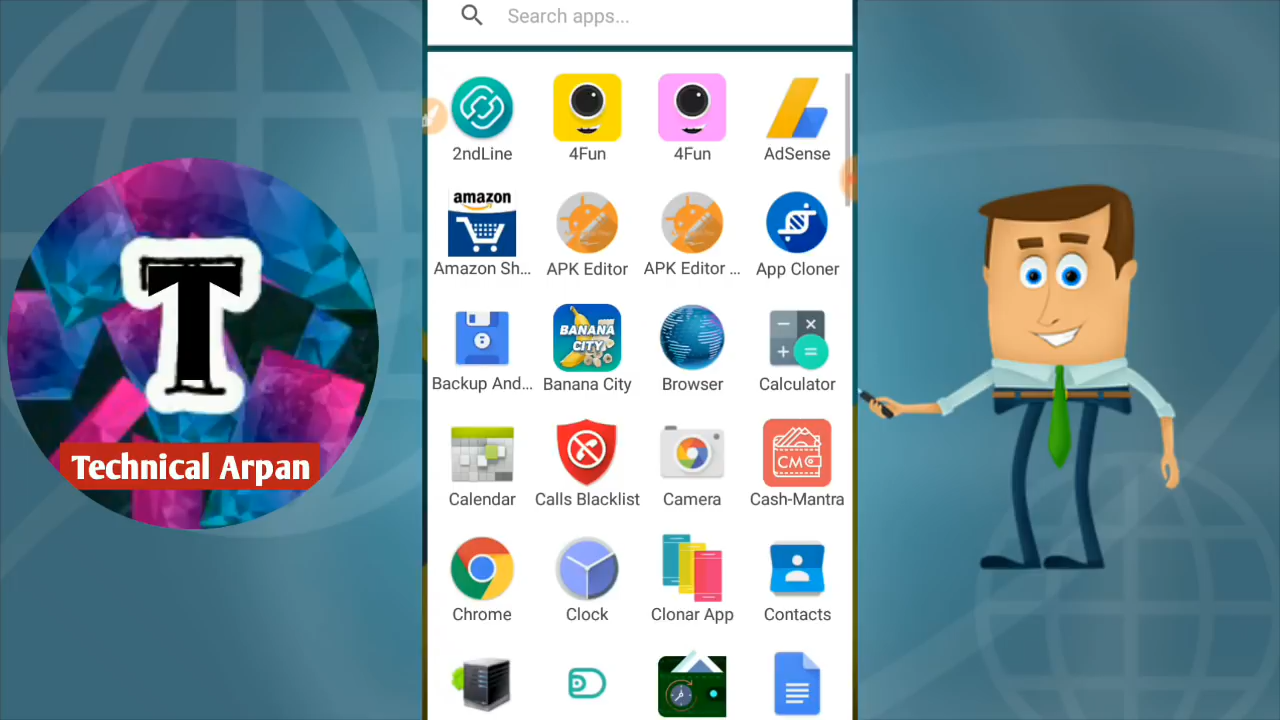 Search apps...
2ndLine
4Fun
4Fun
AdSense
amazon
Amazon Sh...
APK Editor
APK Editor ...
App Cloner
BANANA
CITY
Backup And...
Banana City
Browser
Calculator
CM
Calendar
Calls Blacklist
Camera
Cash-Mantra
Chrome
Clock
Clonar App
Contacts
D
T
Technical Arpan